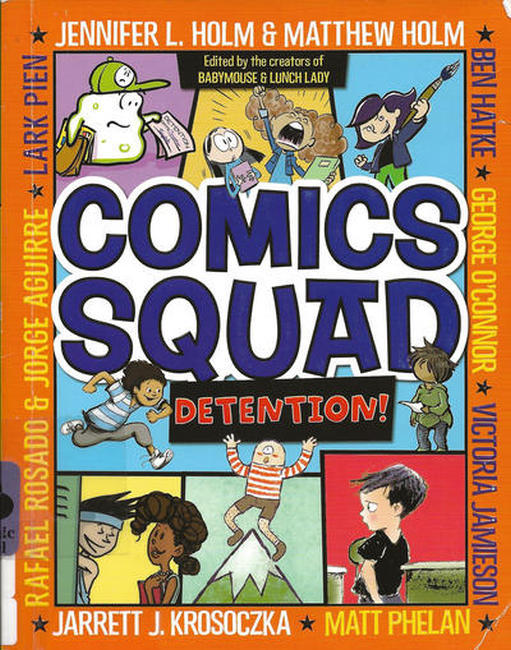 ★ JENNIFER L. HOLM & MATTHEW HOLM ★
Edited by the creators of
BABYMOUSE & LUNCH LADY
DETENTION
COMICS
SQUAD
DETENTION!
RAFAEL ROSADO & JORGE AGUIRRE ★ LARK PIEN
BEN HATKE ★ GEORGE O'CONNOR ★ VICTORIA JAMIESON
★ JARRETT J. KROSOCZKA ★ MATT PHELAN ★